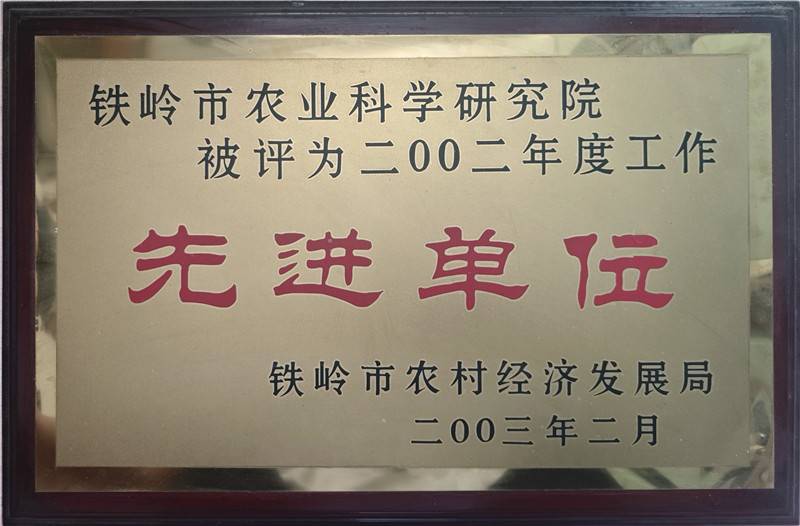 铁岭市农业科学研究院
被评为二00二年度工作
先进单位
铁岭市农村经济发展局
二00三年二月